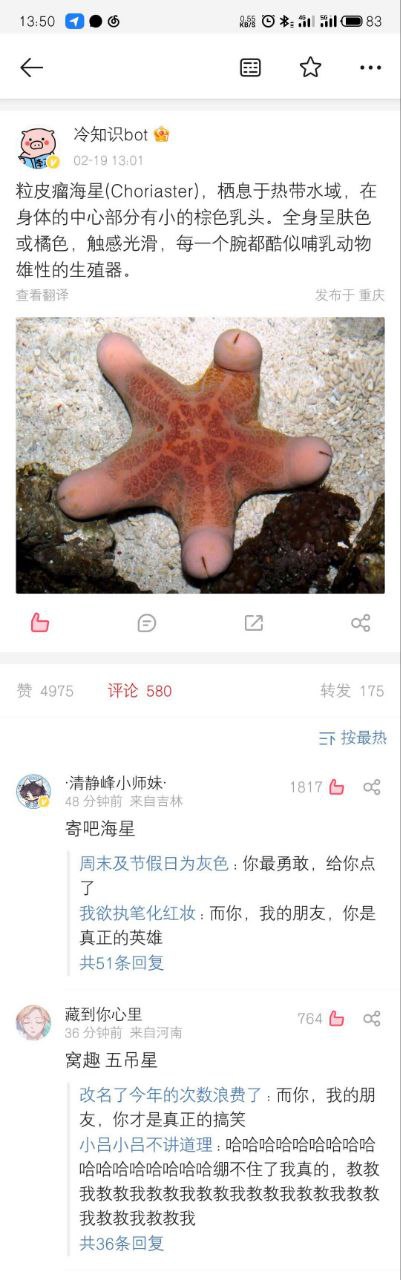 13:50
0.55 KB/S
4G
5G
83
冷知识bot
02-19 13:01
粒皮瘤海星(Choriaster)，栖息于热带水域，在
身体的中心部分有小的棕色乳头。全身呈肤色
或橘色，触感光滑，每一个腕都酷似哺乳动物
雄性的生殖器。
查看翻译 发布于 重庆
赞 4975 评论 580 转发 175
按最热
·清静峰小师妹· 1817
48 分钟前 来自吉林
寄吧海星
周末及节假日为灰色：你最勇敢，给你点
了
我欲执笔化红妆：而你，我的朋友，你是
真正的英雄
共51条回复
藏到你心里 764
36 分钟前 来自河南
窝趣 五吊星
改名了今年的次数浪费了：而你，我的朋
友，你才是真正的搞笑
小吕小吕不讲道理：哈哈哈哈哈哈哈哈哈
哈哈哈哈哈哈哈哈绷不住了我真的，教教
我教教我教教我教教我教教我教教我教教
我教教我教教我
共36条回复